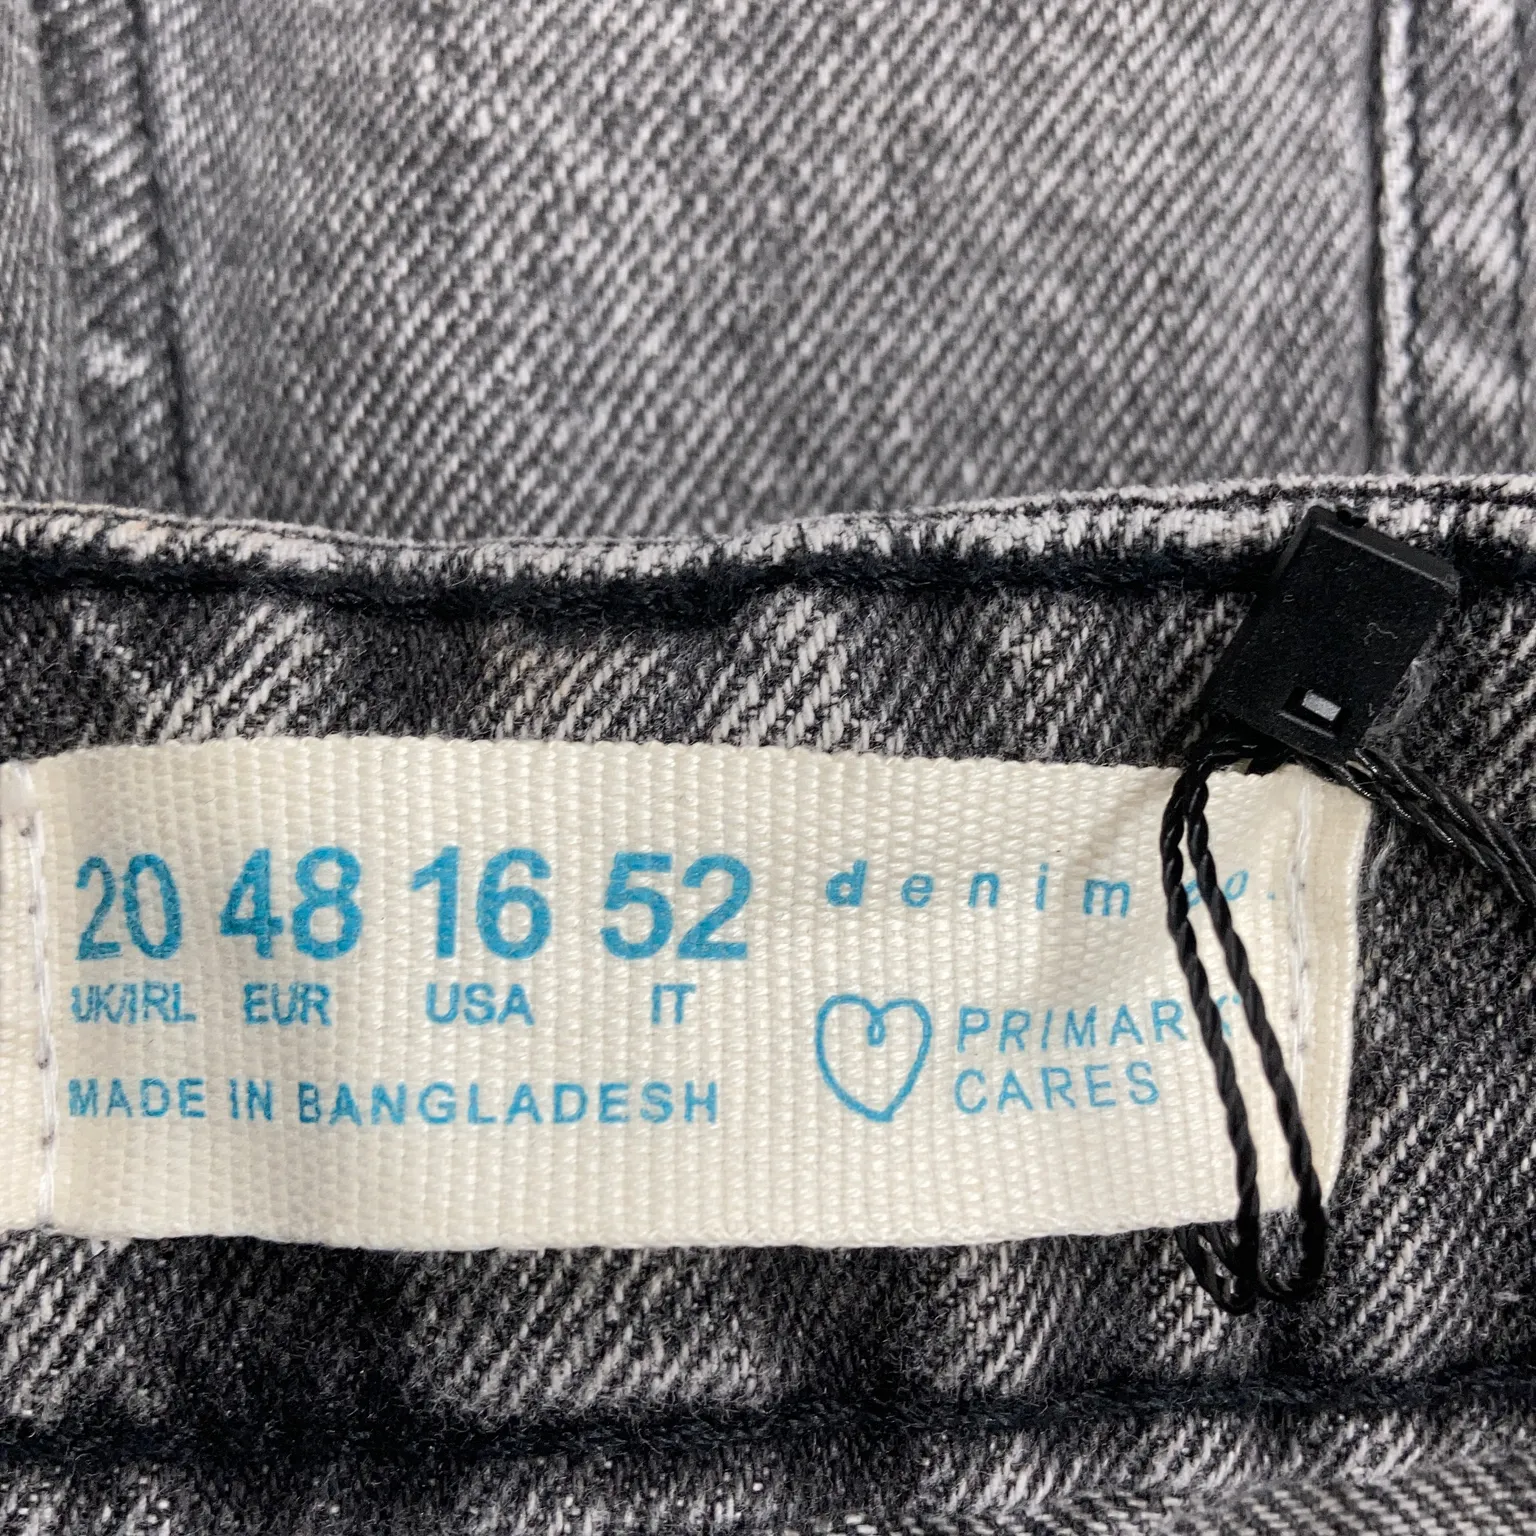 20 48 16 52
UK/IRL EUR USA IT
MADE IN BANGLADESH
denim co.
PRIMARK
CARES